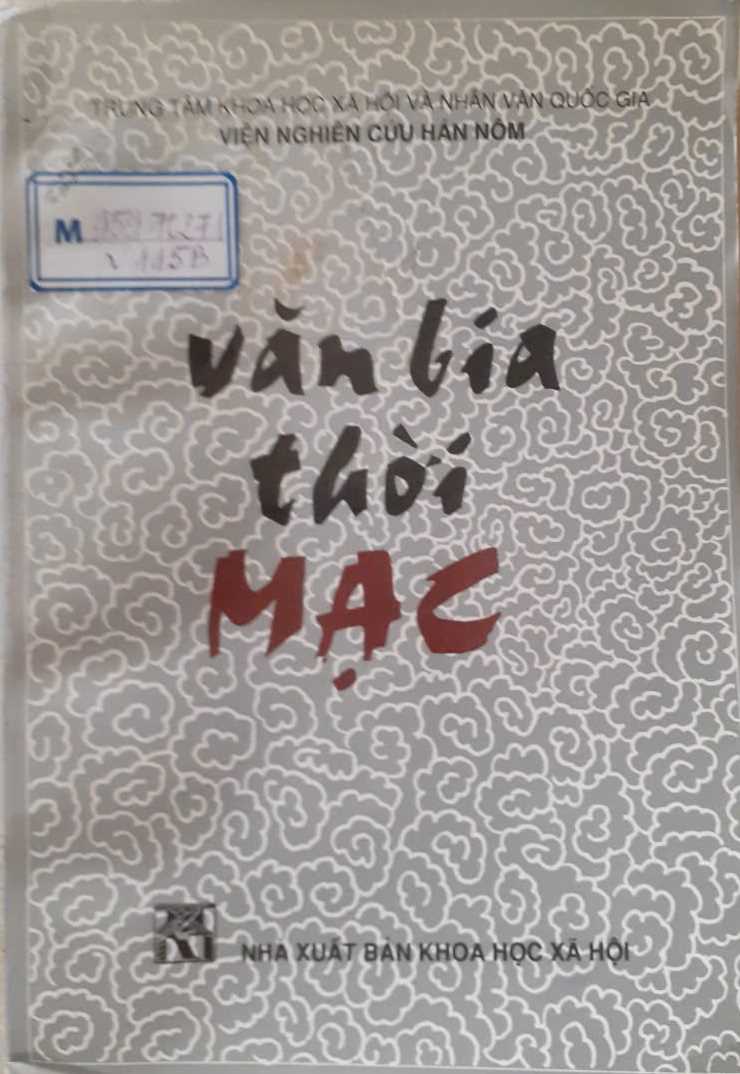 TRUNG TÂM KHOA HỌC XÃ HỘI VÀ NHÂN VĂN QUỐC GIA
VIỆN NGHIÊN CỨU HÁN NÔM
M
115B
văn bia
thời
MẠC
NHÀ XUẤT BẢN KHOA HỌC XÃ HỘI